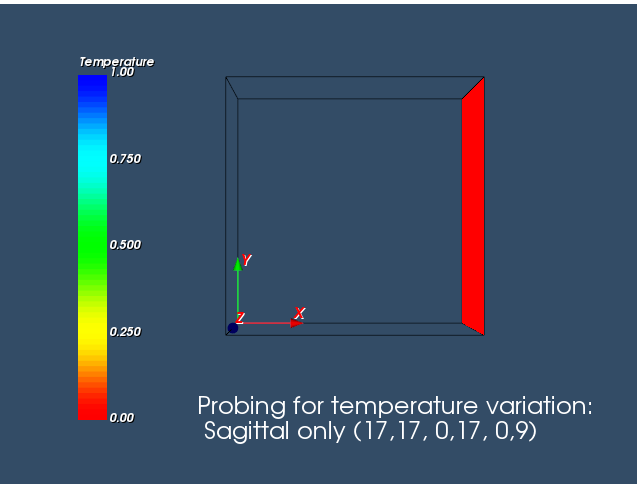 Temperature
1.00
0.750
0.500
0.250
0.00
Y
Z
X
Probing for temperature variation:
Sagittal only (17,17, 0,17, 0,9)